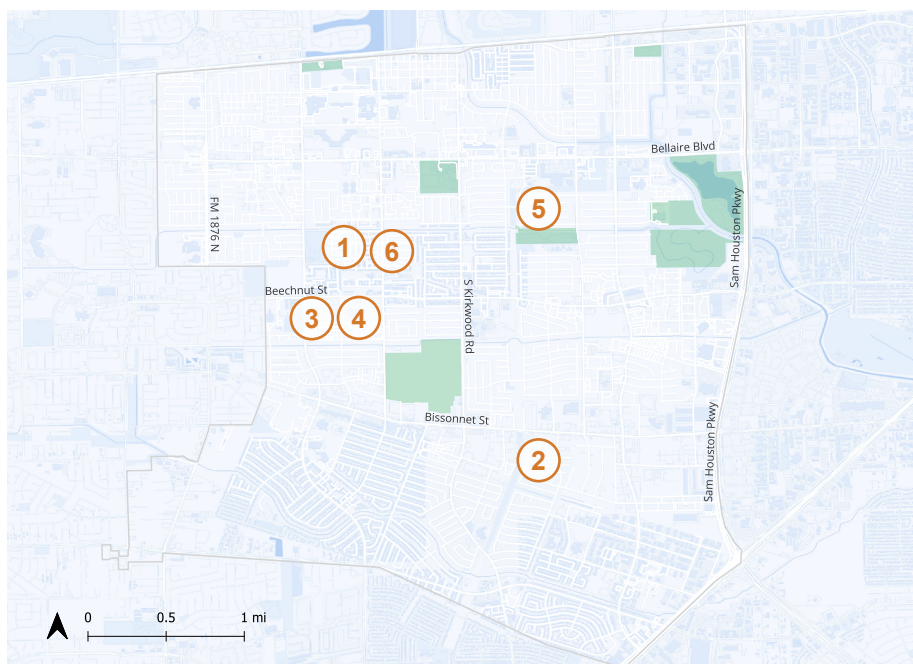 Bellaire Blvd
FM 1876 N
5
Sam Houston Pkwy
1
6
Beechnut St
S Kirkwood Rd
3
4
Bissonnet St
Sam Houston Pkwy
2
0 0.5 1 mi